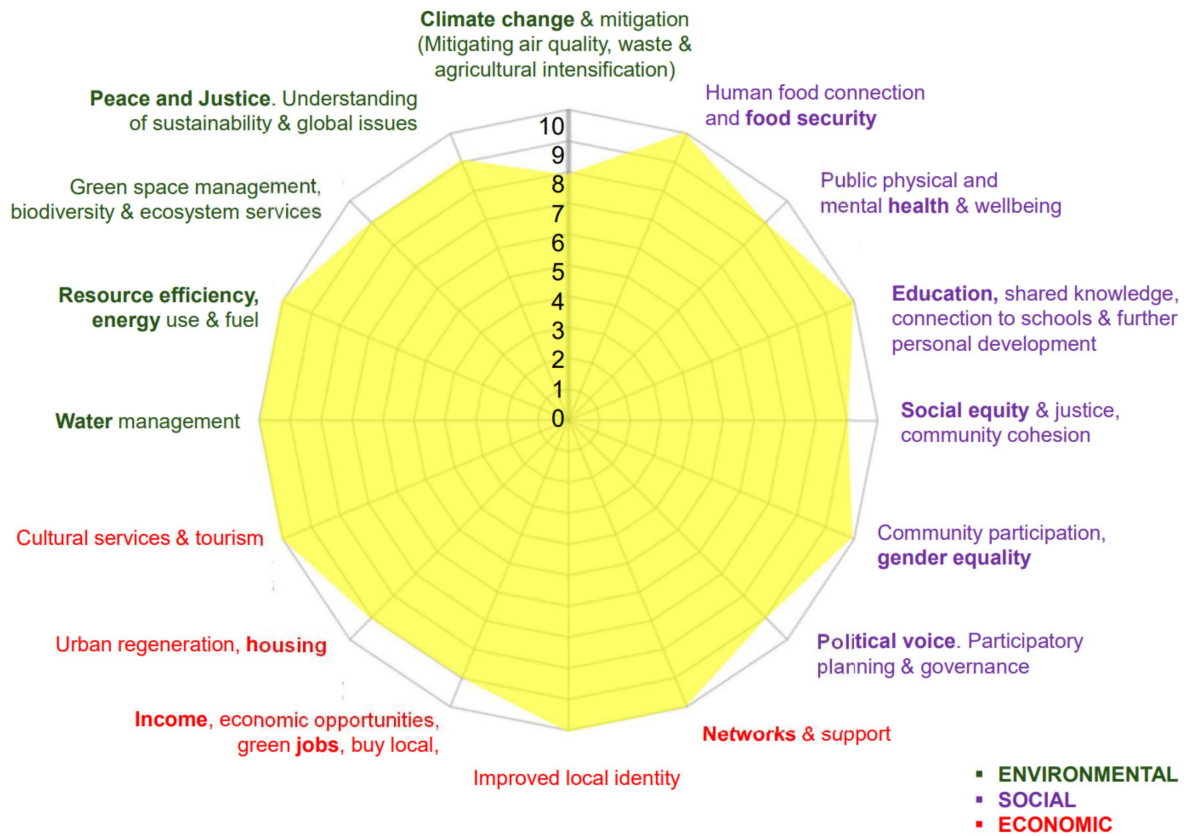 Climate change & mitigation
(Mitigating air quality, waste &
agricultural intensification)
Peace and Justice. Understanding
of sustainability & global issues
Human food connection
and food security
Green space management,
biodiversity & ecosystem services
Public physical and
mental health & wellbeing
Resource efficiency,
energy use & fuel
Education, shared knowledge,
connection to schools & further
personal development
Water management
Social equity & justice,
community cohesion
Cultural services & tourism
Community participation,
gender equality
Urban regeneration, housing
Political voice. Participatory
planning & governance
Income, economic opportunities,
green jobs, buy local,
Networks & support
Improved local identity
10
9
8
7
6
5
4
3
2
1
0
▪ ENVIRONMENTAL
▪ SOCIAL
▪ ECONOMIC